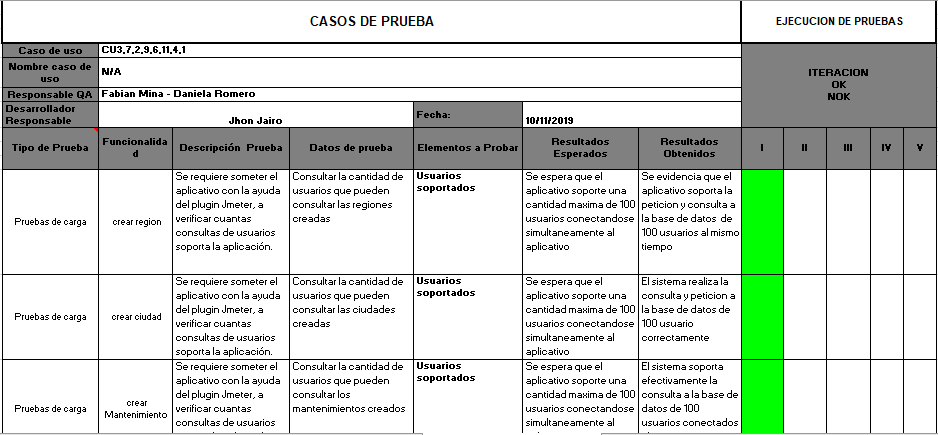 CASOS DE PRUEBA
EJECUCION DE PRUEBAS
Caso de uso
CU3,7,2,9,6,11,4,1
Nombre caso de
uso
N/A
Responsable QA
Fabian Mina - Daniela Romero
Desarrollador
Responsable
Jhon Jairo
Fecha:
10/11/2019
ITERACION
OK
NOK
Tipo de Prueba
Funcionalida
d
Descripción Prueba
Datos de prueba
Elementos a Probar
Resultados
Esperados
Resultados
Obtenidos
I
II
III
IV
V
Pruebas de carga
crear region
Se requiere someter el
aplicativo con la ayuda
del plugin Jmeter, a
verificar cuantas
consultas de usuarios
soporta la aplicación.
Consultar la cantidad de
usuarios que pueden
consultar las regiones
creadas
Usuarios
soportados
Se espera que el
aplicativo soporte una
cantidad maxima de 100
usuarios conectandose
simultaneamente al
aplicativo
Se evidencia que el
aplicativo soporta la
peticion y consulta a
la base de datos de
100 usuarios al mismo
tiempo
Pruebas de carga
crear ciudad
Se requiere someter el
aplicativo con la ayuda
del plugin Jmeter, a
verificar cuantas
consultas de usuarios
soporta la aplicación.
Consultar la cantidad de
usuarios que pueden
consultar las ciudades
creadas
Usuarios
soportados
Se espera que el
aplicativo soporte una
cantidad maxima de 100
usuarios conectandose
simultaneamente al
aplicativo
El sistema realiza la
consulta y peticion a
la base de datos de
100 usuario
correctamente
Pruebas de carga
crear
Mantenimiento
Se requiere someter el
aplicativo con la ayuda
del plugin Jmeter, a
verificar cuantas
consultas de usuarios
Consultar la cantidad de
usuarios que pueden
consultar los
mantenimientos creados
Usuarios
soportados
Se espera que el
aplicativo soporte una
cantidad maxima de 100
usuarios conectandose
simultaneamente al
El sistema soporta
efectivamente la
consulta a la base de
datos de 100
usuarios conectados